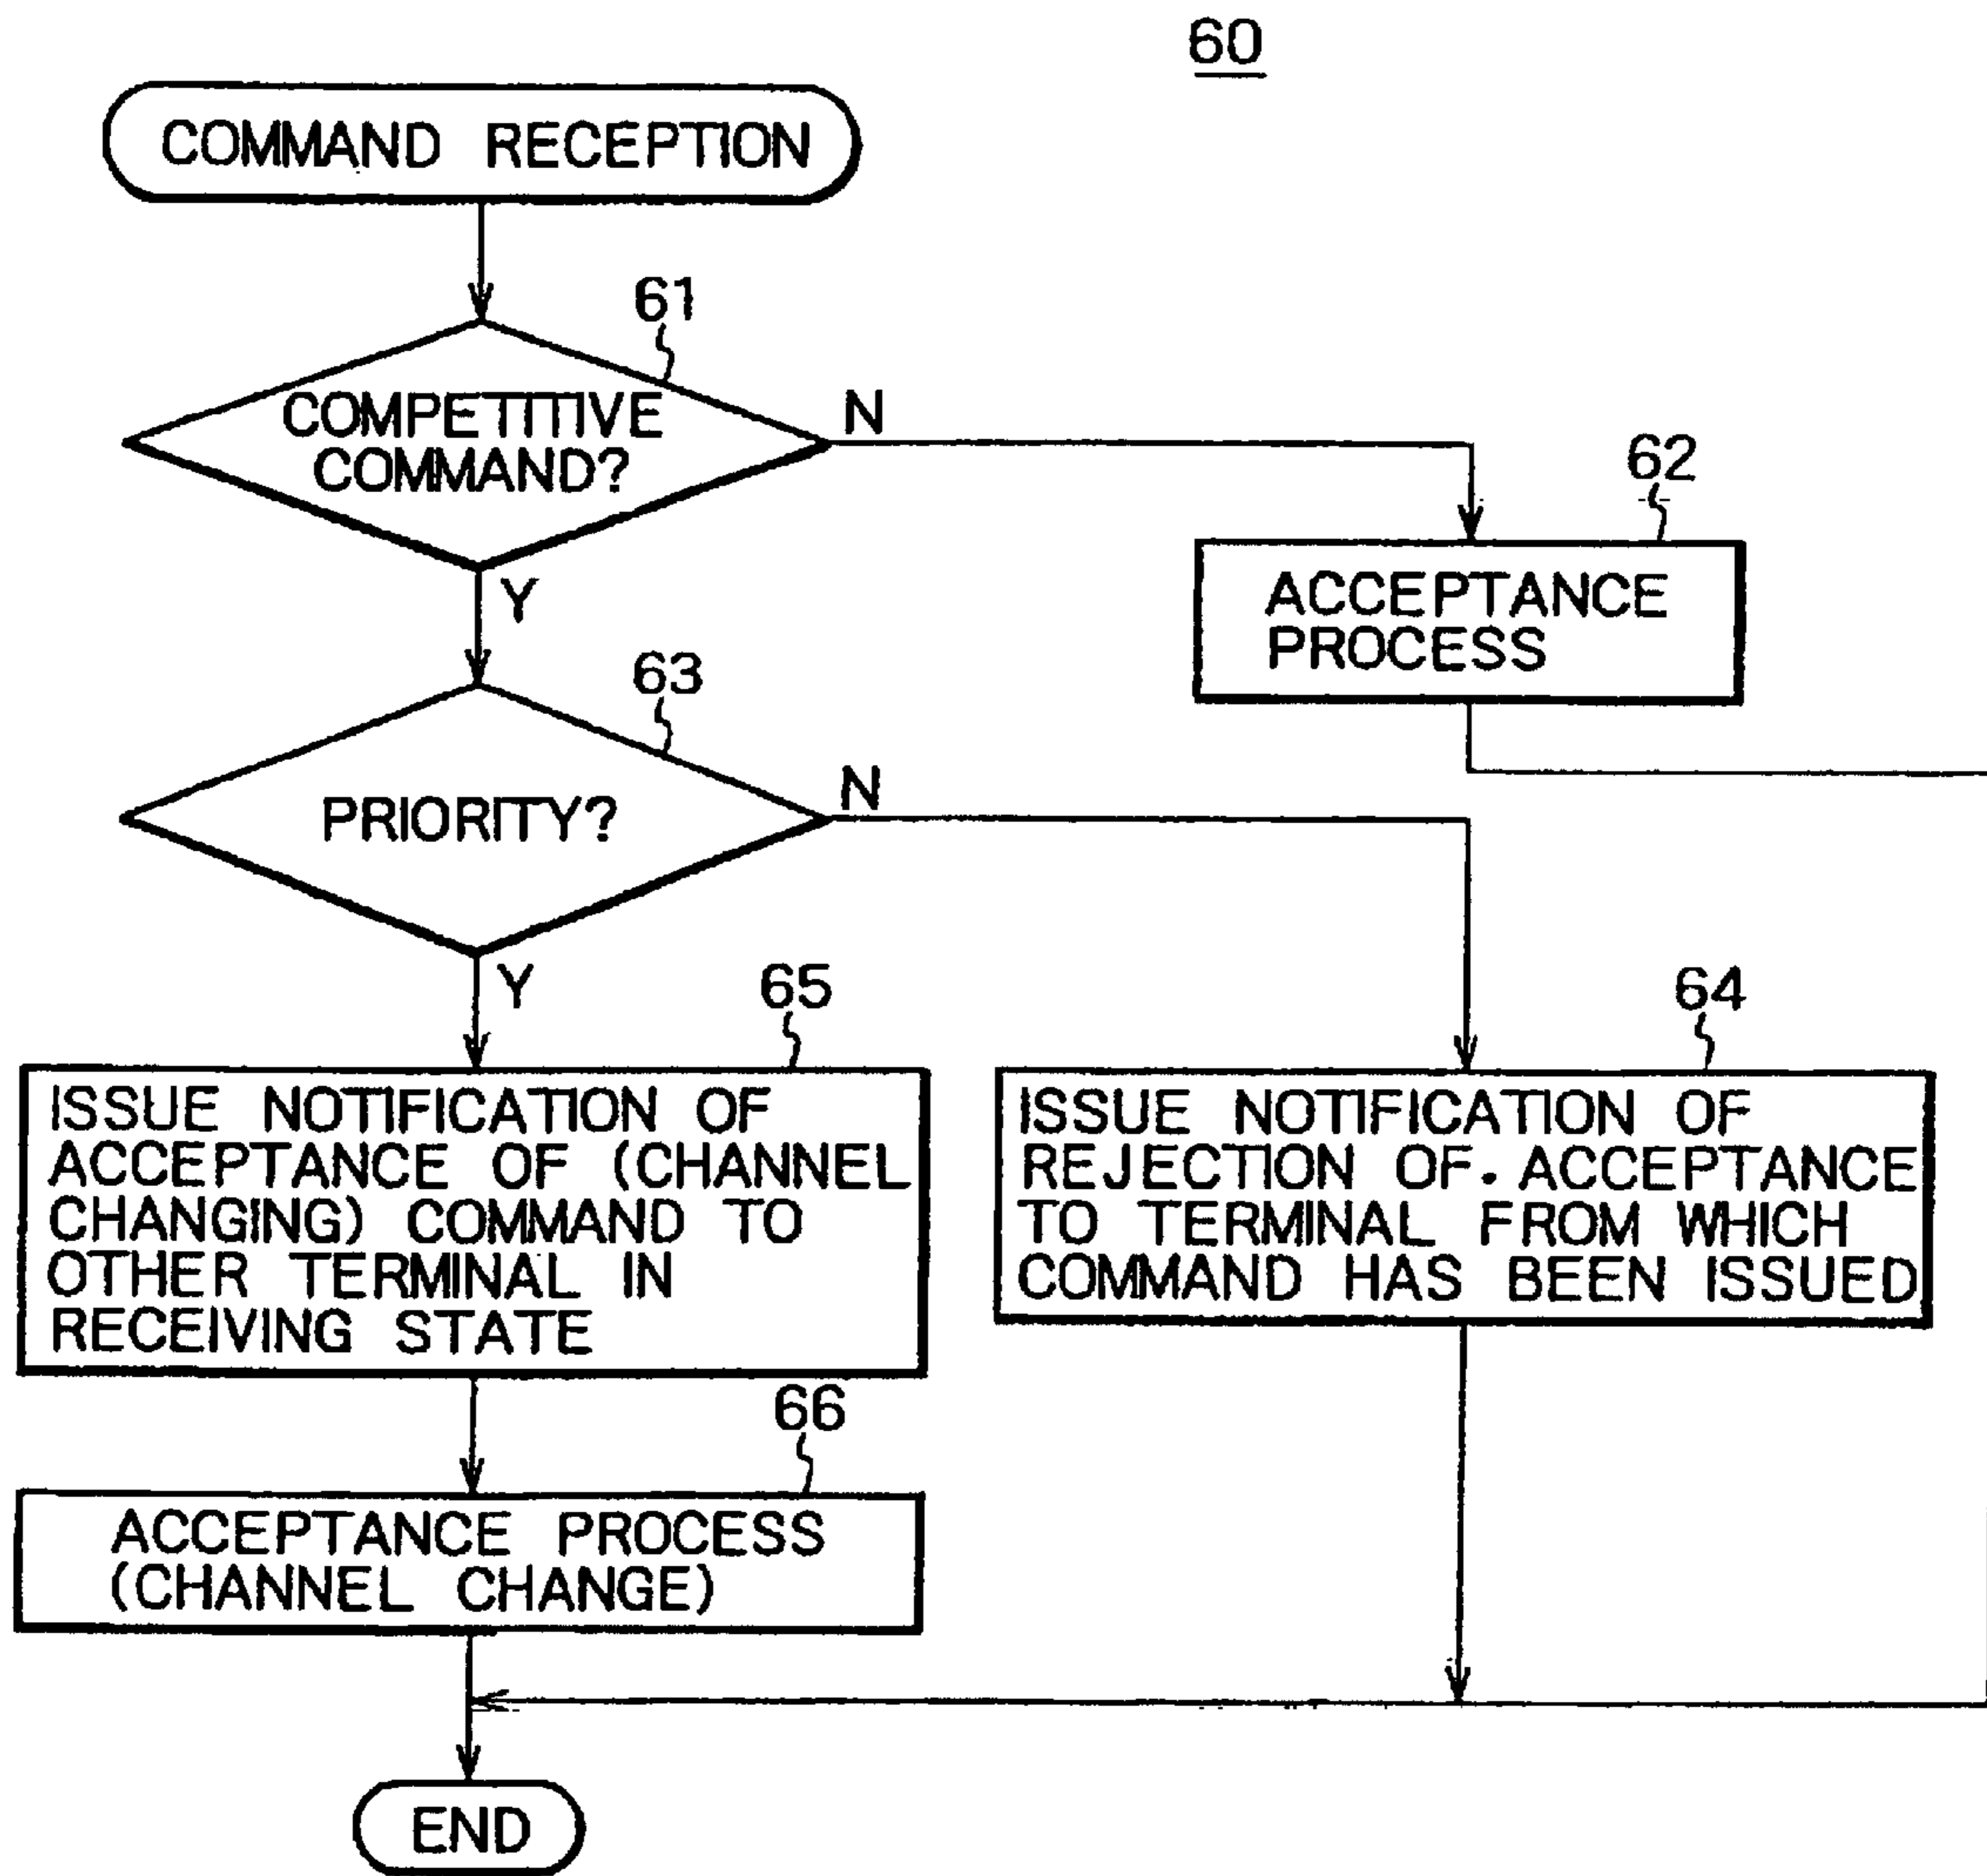 60
COMMAND RECEPTION
61
COMPETITIVE
COMMAND?
N
Y
62
ACCEPTANCE
PROCESS
63
PRIORITY?
N
Y
65
ISSUE NOTIFICATION OF
ACCEPTANCE OF (CHANNEL
CHANGING) COMMAND TO
OTHER TERMINAL IN
RECEIVING STATE
64
ISSUE NOTIFICATION OF
REJECTION OF. ACCEPTANCE
TO TERMINAL FROM WHICH
COMMAND HAS BEEN ISSUED
66
ACCEPTANCE PROCESS
(CHANNEL CHANGE)
END